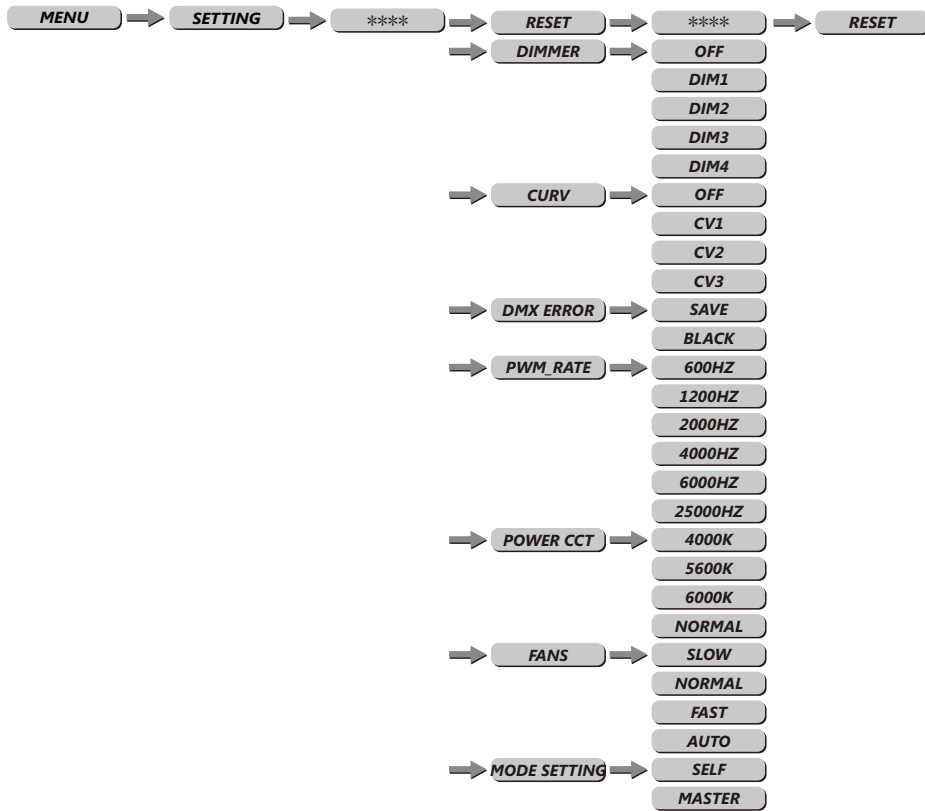 MENU SETTING **** RESET **** RESET
DIMMER OFF
DIM1
DIM2
DIM3
DIM4
CURV OFF
CV1
CV2
CV3
DMX ERROR SAVE
BLACK
PWM_RATE 600HZ
1200HZ
2000HZ
4000HZ
6000HZ
25000HZ
POWER CCT 4000K
5600K
6000K
NORMAL
FANS SLOW
NORMAL
FAST
AUTO
MODE SETTING SELF
MASTER